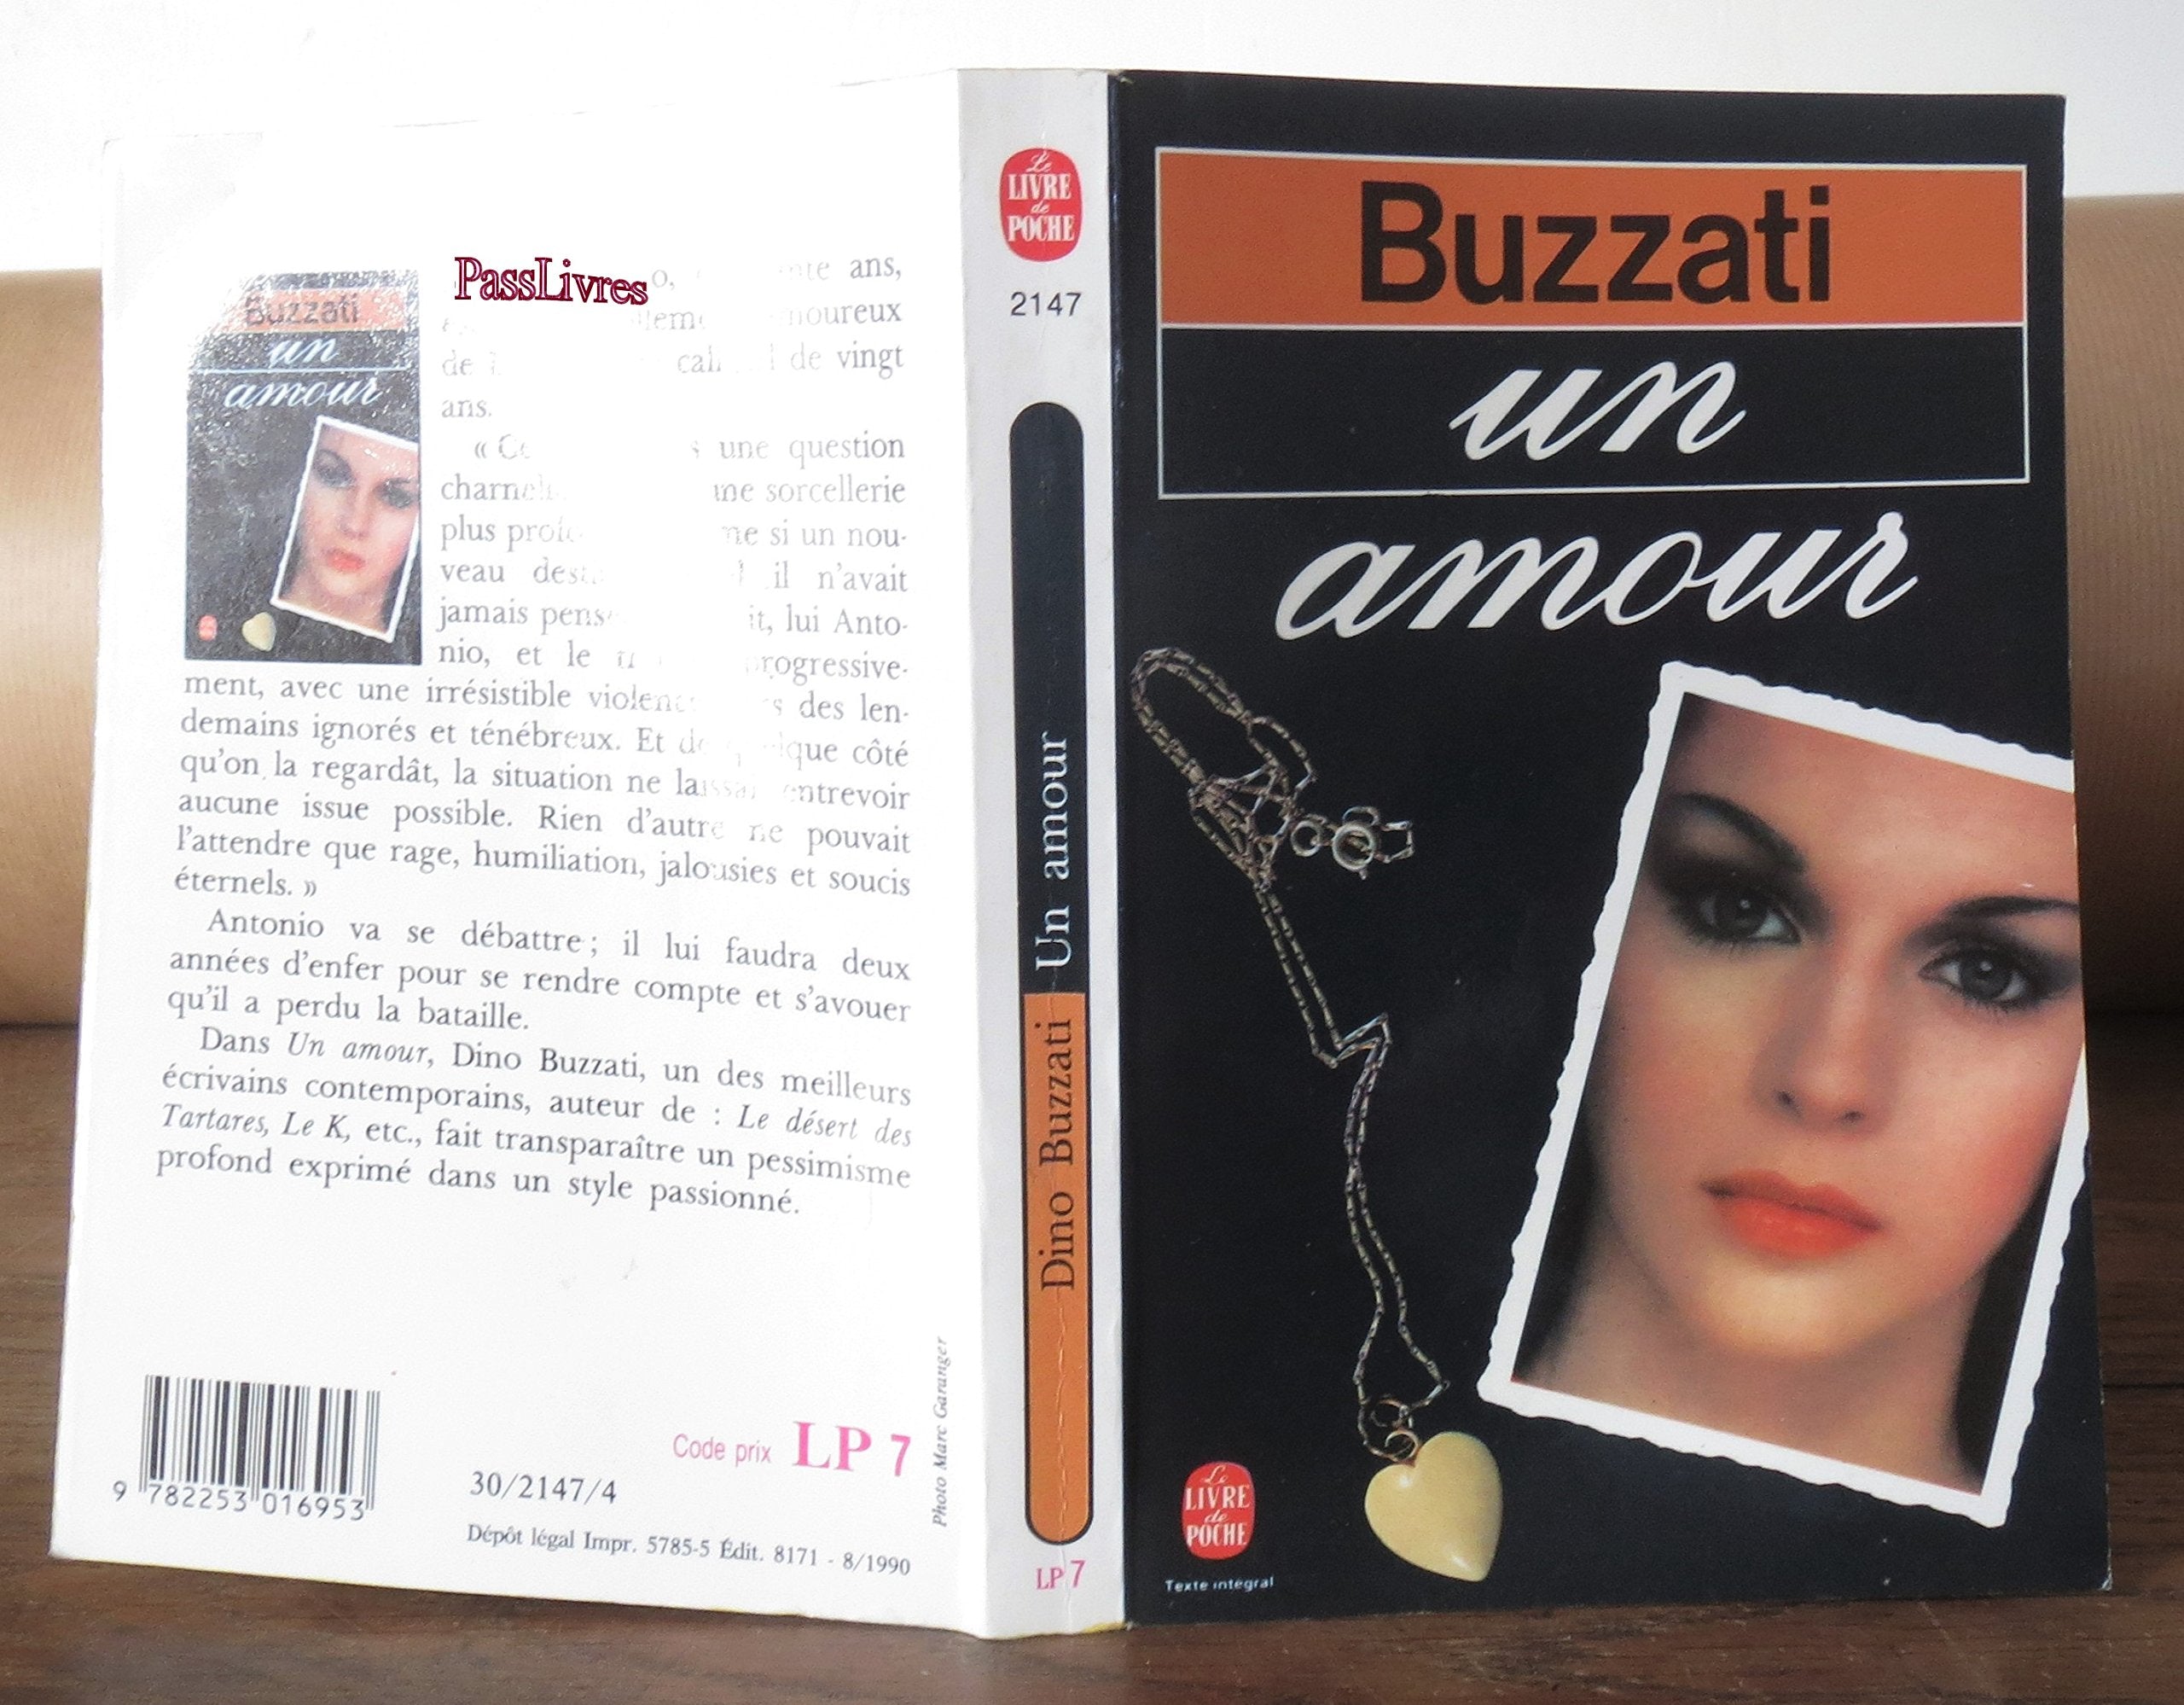 Buzzati
un
amour
PassLivres
ans,
de vingt
ans.
une question
sorcellerie
plus si un nou-
veau il n'avait
jamais lui Anto-
nio, et le
ment, avec une irrésistible des len-
demains ignorés et ténébreux. Et côté
qu'on la regardât, la situation ne entrevoir
aucune issue possible. Rien d'autre ne pouvait
l'attendre que rage, humiliation, jalousies et soucis
éternels. »
Antonio va se débattre ; il lui faudra deux
années d'enfer pour se rendre compte et s'avouer
qu'il a perdu la bataille.
Dans Un amour, Dino Buzzati, un des meilleurs
écrivains contemporains, auteur de : Le désert des
Tartares, Le K, etc., fait transparaître un pessimisme
profond exprimé dans un style passionné.
9 782253 016953
Code prix LP 7
30/2147/4
Dépôt légal Impr. 5785-5 Édit. 8171 - 8/1990
Photo Marc Garanger
Le
LIVRE
de
POCHE
2147
Un amour
Dino Buzzati
LP 7
Buzzati
un
amour
Le
LIVRE
de
POCHE
Texte intégral